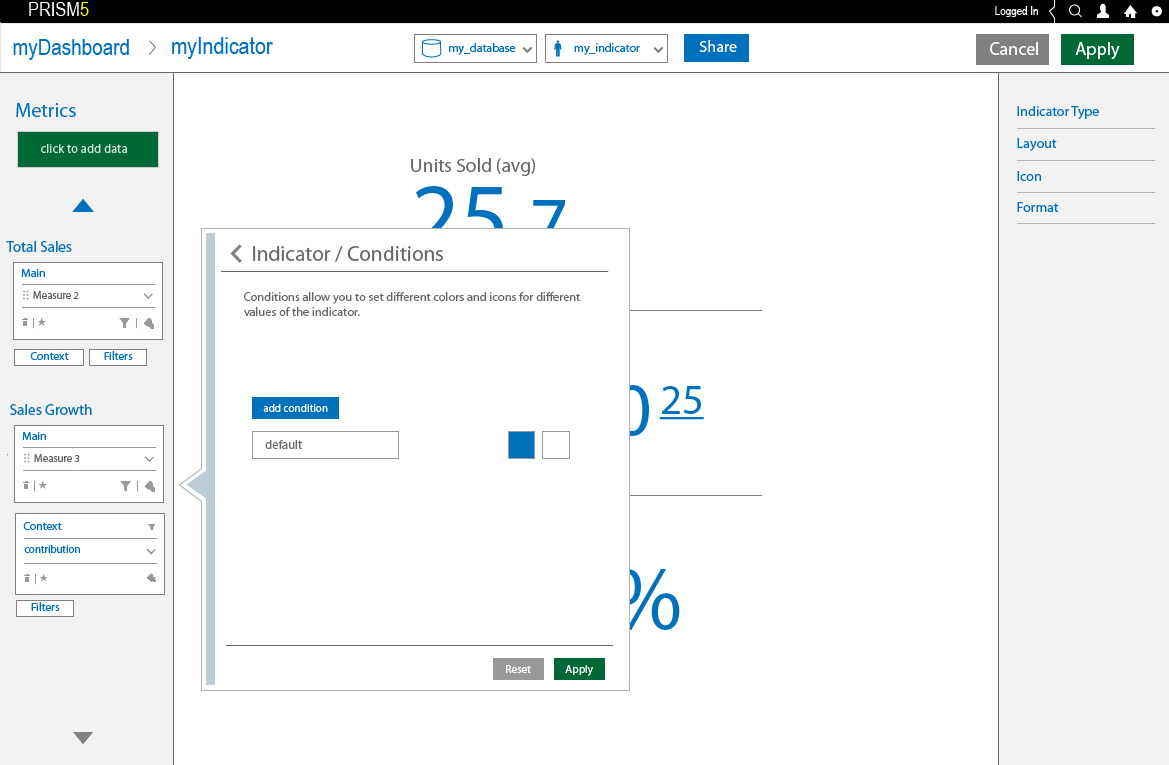 PRISM5
Logged In
myDashboard > myIndicator
my_database
my_indicator
Share
Cancel
Apply
Metrics
click to add data
Total Sales
Main
Measure 2
Context
Filters
Sales Growth
Main
Measure 3
Context
contribution
Filters
Units Sold (avg)
25.7
Indicator / Conditions
Conditions allow you to set different colors and icons for different
values of the indicator.
add condition
default
Reset
Apply
0 25
%
Indicator Type
Layout
Icon
Format